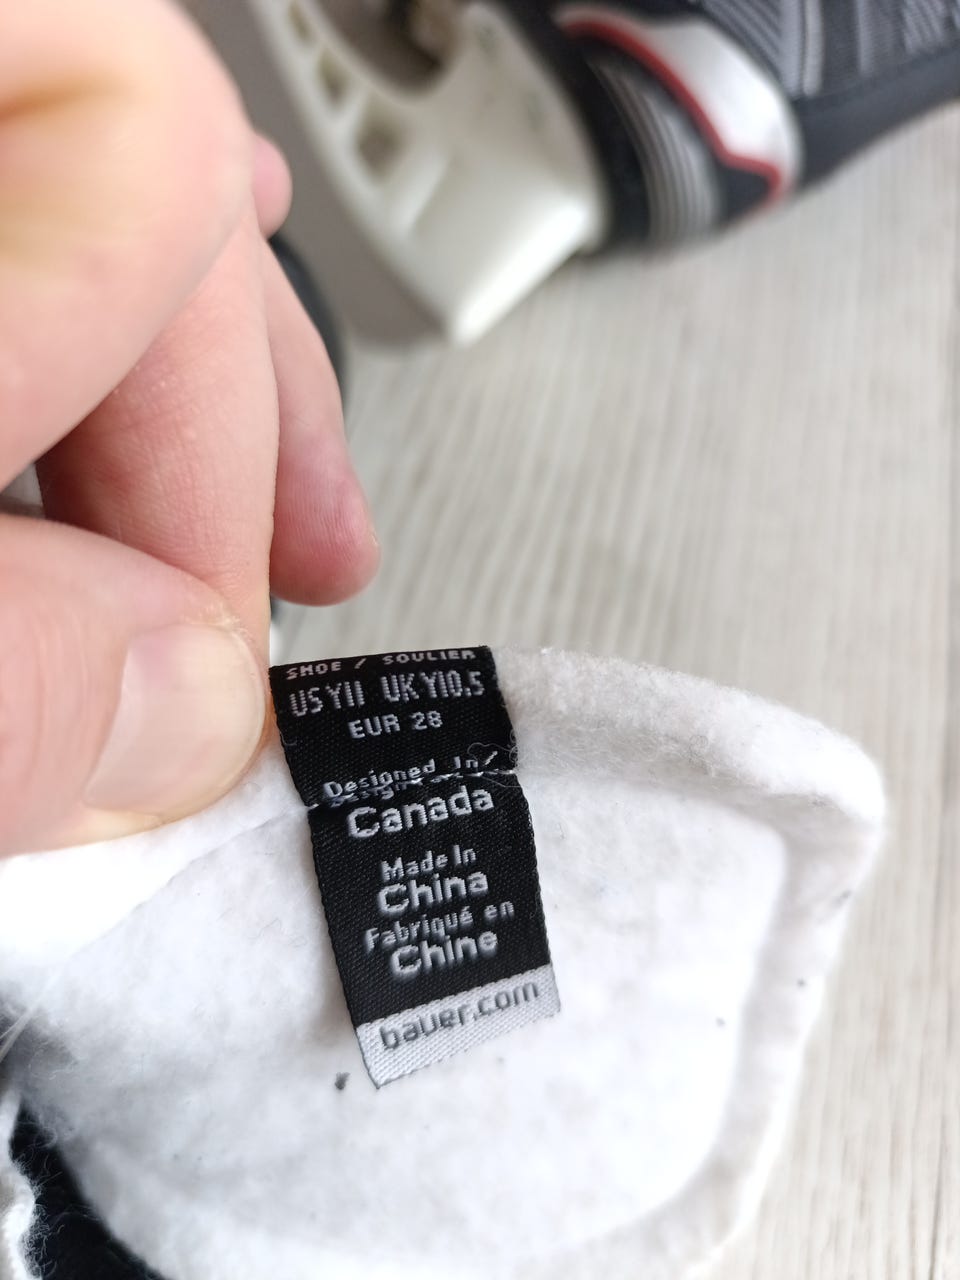 SHOE / SOULIER
US Y11 UK Y10.5
EUR 28
Designed In/
Canada
Made In
China
Fabriqué en
Chine
bauer.com